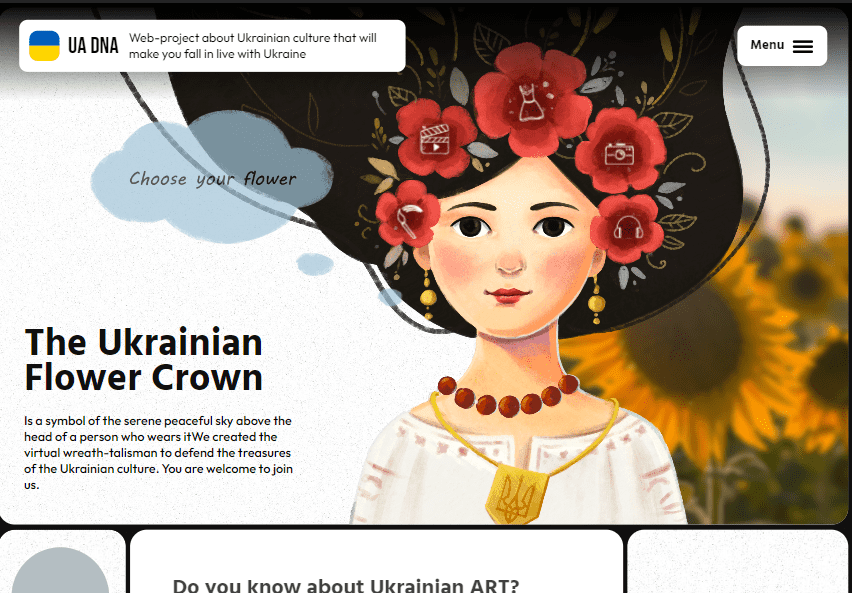 UA DNA
Web-project about Ukrainian culture that will
make you fall in live with Ukraine
Menu
Choose your flower
The Ukrainian
Flower Crown
Is a symbol of the serene peaceful sky above the
head of a person who wears itWe created the
virtual wreath-talisman to defend the treasures
of the Ukrainian culture. You are welcome to join
us.
Do you know about Ukrainian ART?